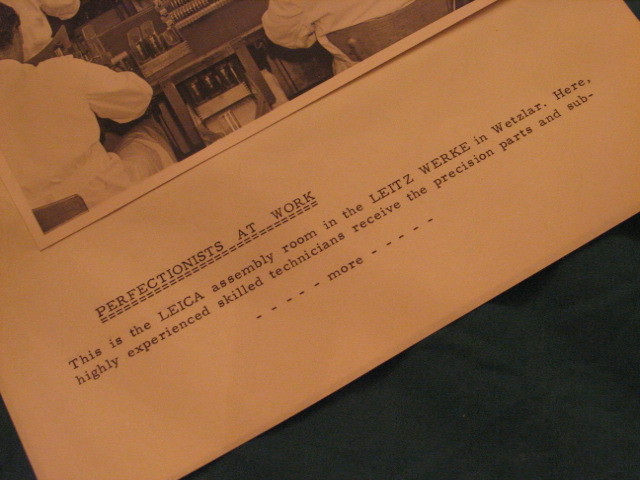 PERFECTIONISTS AT WORK
This is the LEICA assembly room in the LEITZ WERKE in Wetzlar. Here,
highly experienced skilled technicians receive the precision parts and sub-
- - - - - more - - - - -